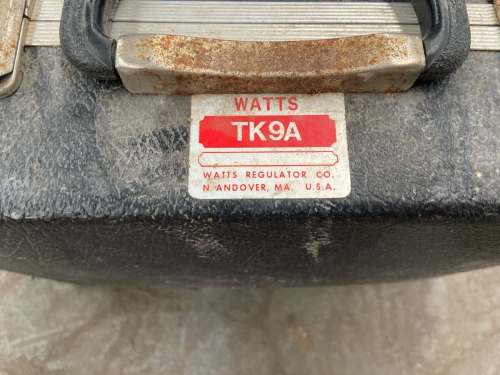 WATTS
TK9A
WATTS REGULATOR CO.
N. ANDOVER, MA. U.S.A.